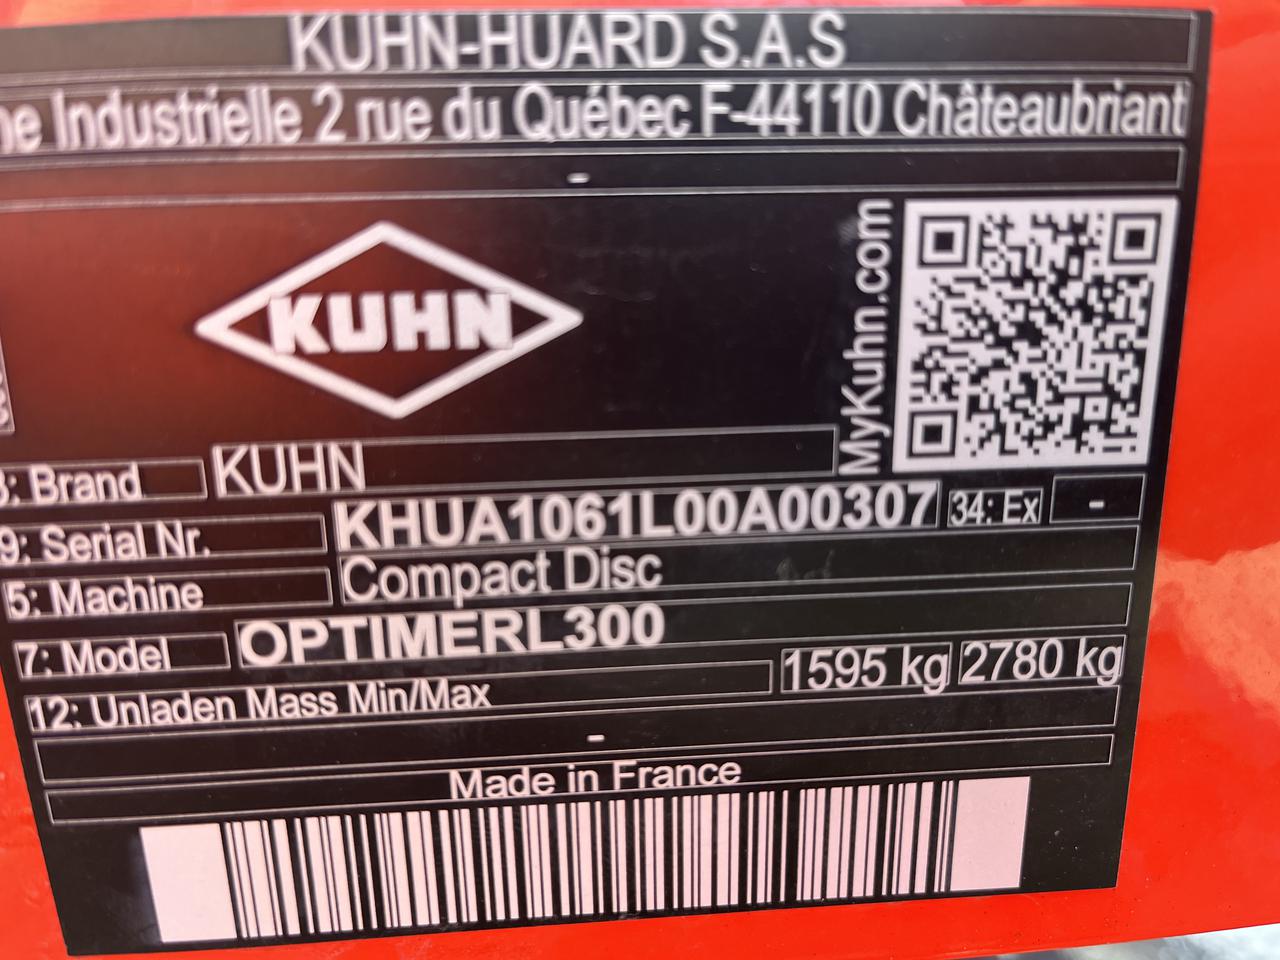 KUHN-HUARD S.A.S
Industrielle 2 rue du Québec F-44110 Châteaubriant
-
KUHN
MyKuhn.com
: Brand KUHN
9: Serial Nr. KHUA1061L00A00307 34: Ex -
5: Machine Compact Disc
7: Model OPTIMERL300
12: Unladen Mass Min/Max 1595 kg 2780 kg
-
Made in France